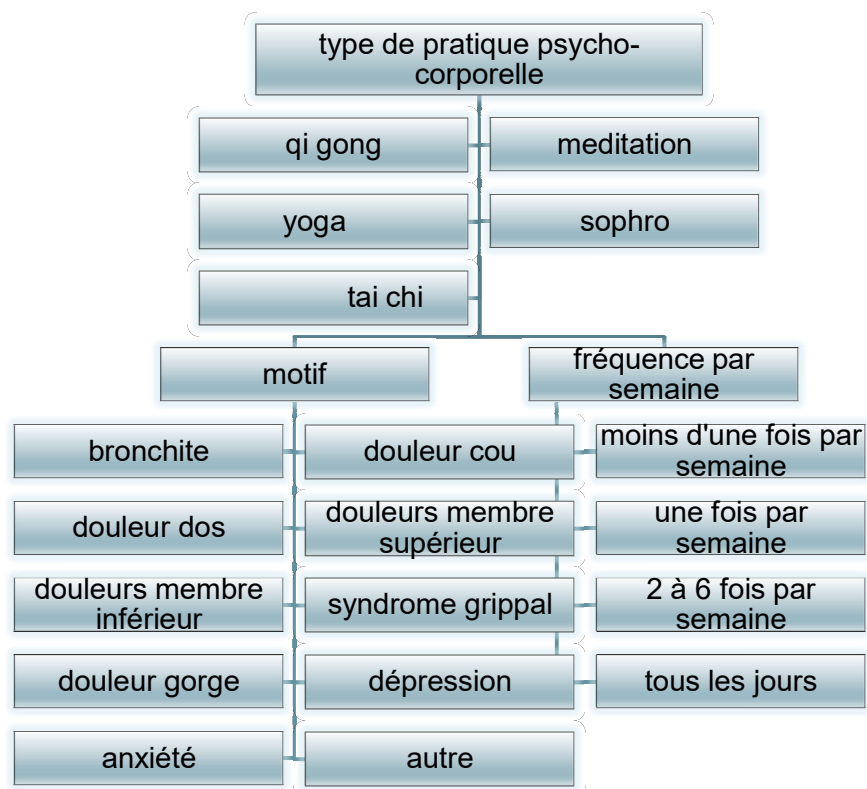 type de pratique psycho-
corporelle
qi gong
meditation
yoga
sophro
tai chi
motif
fréquence par
semaine
bronchite
douleur cou
moins d'une fois par
semaine
douleur dos
douleurs membre
supérieur
une fois par
semaine
douleurs membre
inférieur
syndrome grippal
2 à 6 fois par
semaine
douleur gorge
dépression
tous les jours
anxiété
autre